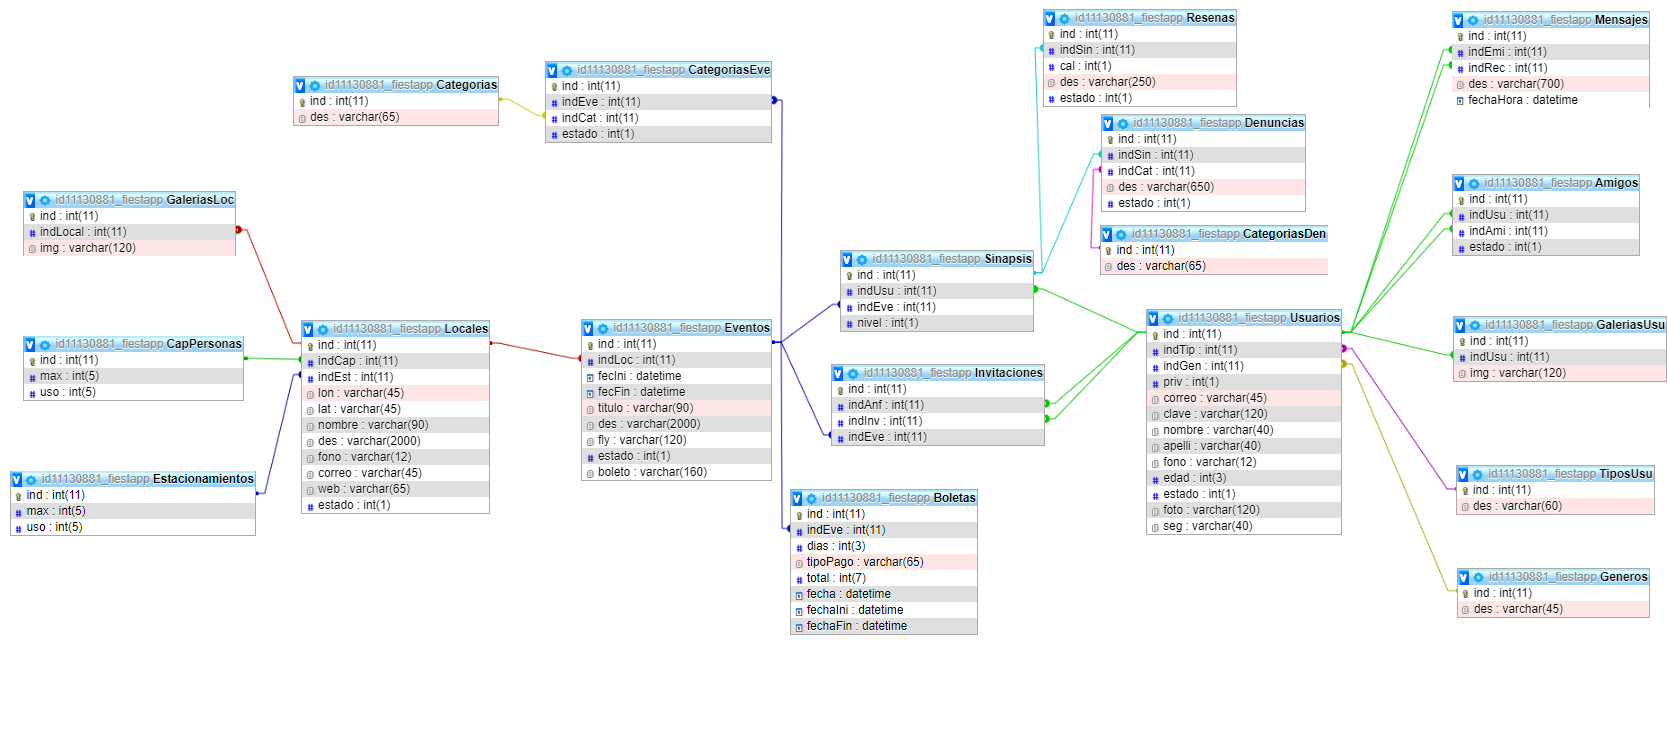 id11130881_fiestapp Categorias
ind : int(11)
des : varchar(65)
id11130881_fiestapp CategoriasEve
ind : int(11)
indEve : int(11)
indCat : int(11)
estado : int(1)
id11130881_fiestapp Resenas
ind : int(11)
indSin : int(11)
cal : int(1)
des : varchar(250)
estado : int(1)
id11130881_fiestapp Mensajes
ind : int(11)
indEmi : int(11)
indRec : int(11)
des : varchar(700)
fechaHora : datetime
id11130881_fiestapp Denuncias
ind : int(11)
indSin : int(11)
indCat : int(11)
des : varchar(650)
estado : int(1)
id11130881_fiestapp CategoriasDen
ind : int(11)
des : varchar(65)
id11130881_fiestapp Amigos
ind : int(11)
indUsu : int(11)
indAmi : int(11)
estado : int(1)
id11130881_fiestapp GaleriasLoc
ind : int(11)
indLocal : int(11)
img : varchar(120)
id11130881_fiestapp Sinapsis
ind : int(11)
indUsu : int(11)
indEve : int(11)
nivel : int(1)
id11130881_fiestapp CapPersonas
ind : int(11)
max : int(5)
uso : int(5)
id11130881_fiestapp Locales
ind : int(11)
indCap : int(11)
indEst : int(11)
lon : varchar(45)
lat : varchar(45)
nombre : varchar(90)
des : varchar(2000)
fono : varchar(12)
correo : varchar(45)
web : varchar(65)
estado : int(1)
id11130881_fiestapp Eventos
ind : int(11)
indLoc : int(11)
fecIni : datetime
fecFin : datetime
titulo : varchar(90)
des : varchar(2000)
fly : varchar(120)
estado : int(1)
boleto : varchar(160)
id11130881_fiestapp Invitaciones
ind : int(11)
indAnf : int(11)
indInv : int(11)
indEve : int(11)
id11130881_fiestapp Usuarios
ind : int(11)
indTip : int(11)
indGen : int(11)
priv : int(1)
correo : varchar(45)
clave : varchar(120)
nombre : varchar(40)
apelli : varchar(40)
fono : varchar(12)
edad : int(3)
estado : int(1)
foto : varchar(120)
seg : varchar(40)
id11130881_fiestapp GaleriasUsu
ind : int(11)
indUsu : int(11)
img : varchar(120)
id11130881_fiestapp Estacionamientos
ind : int(11)
max : int(5)
uso : int(5)
id11130881_fiestapp Boletas
ind : int(11)
indEve : int(11)
dias : int(3)
tipoPago : varchar(65)
total : int(7)
fecha : datetime
fechaIni : datetime
fechaFin : datetime
id11130881_fiestapp TiposUsu
ind : int(11)
des : varchar(60)
id11130881_fiestapp Generos
ind : int(11)
des : varchar(45)